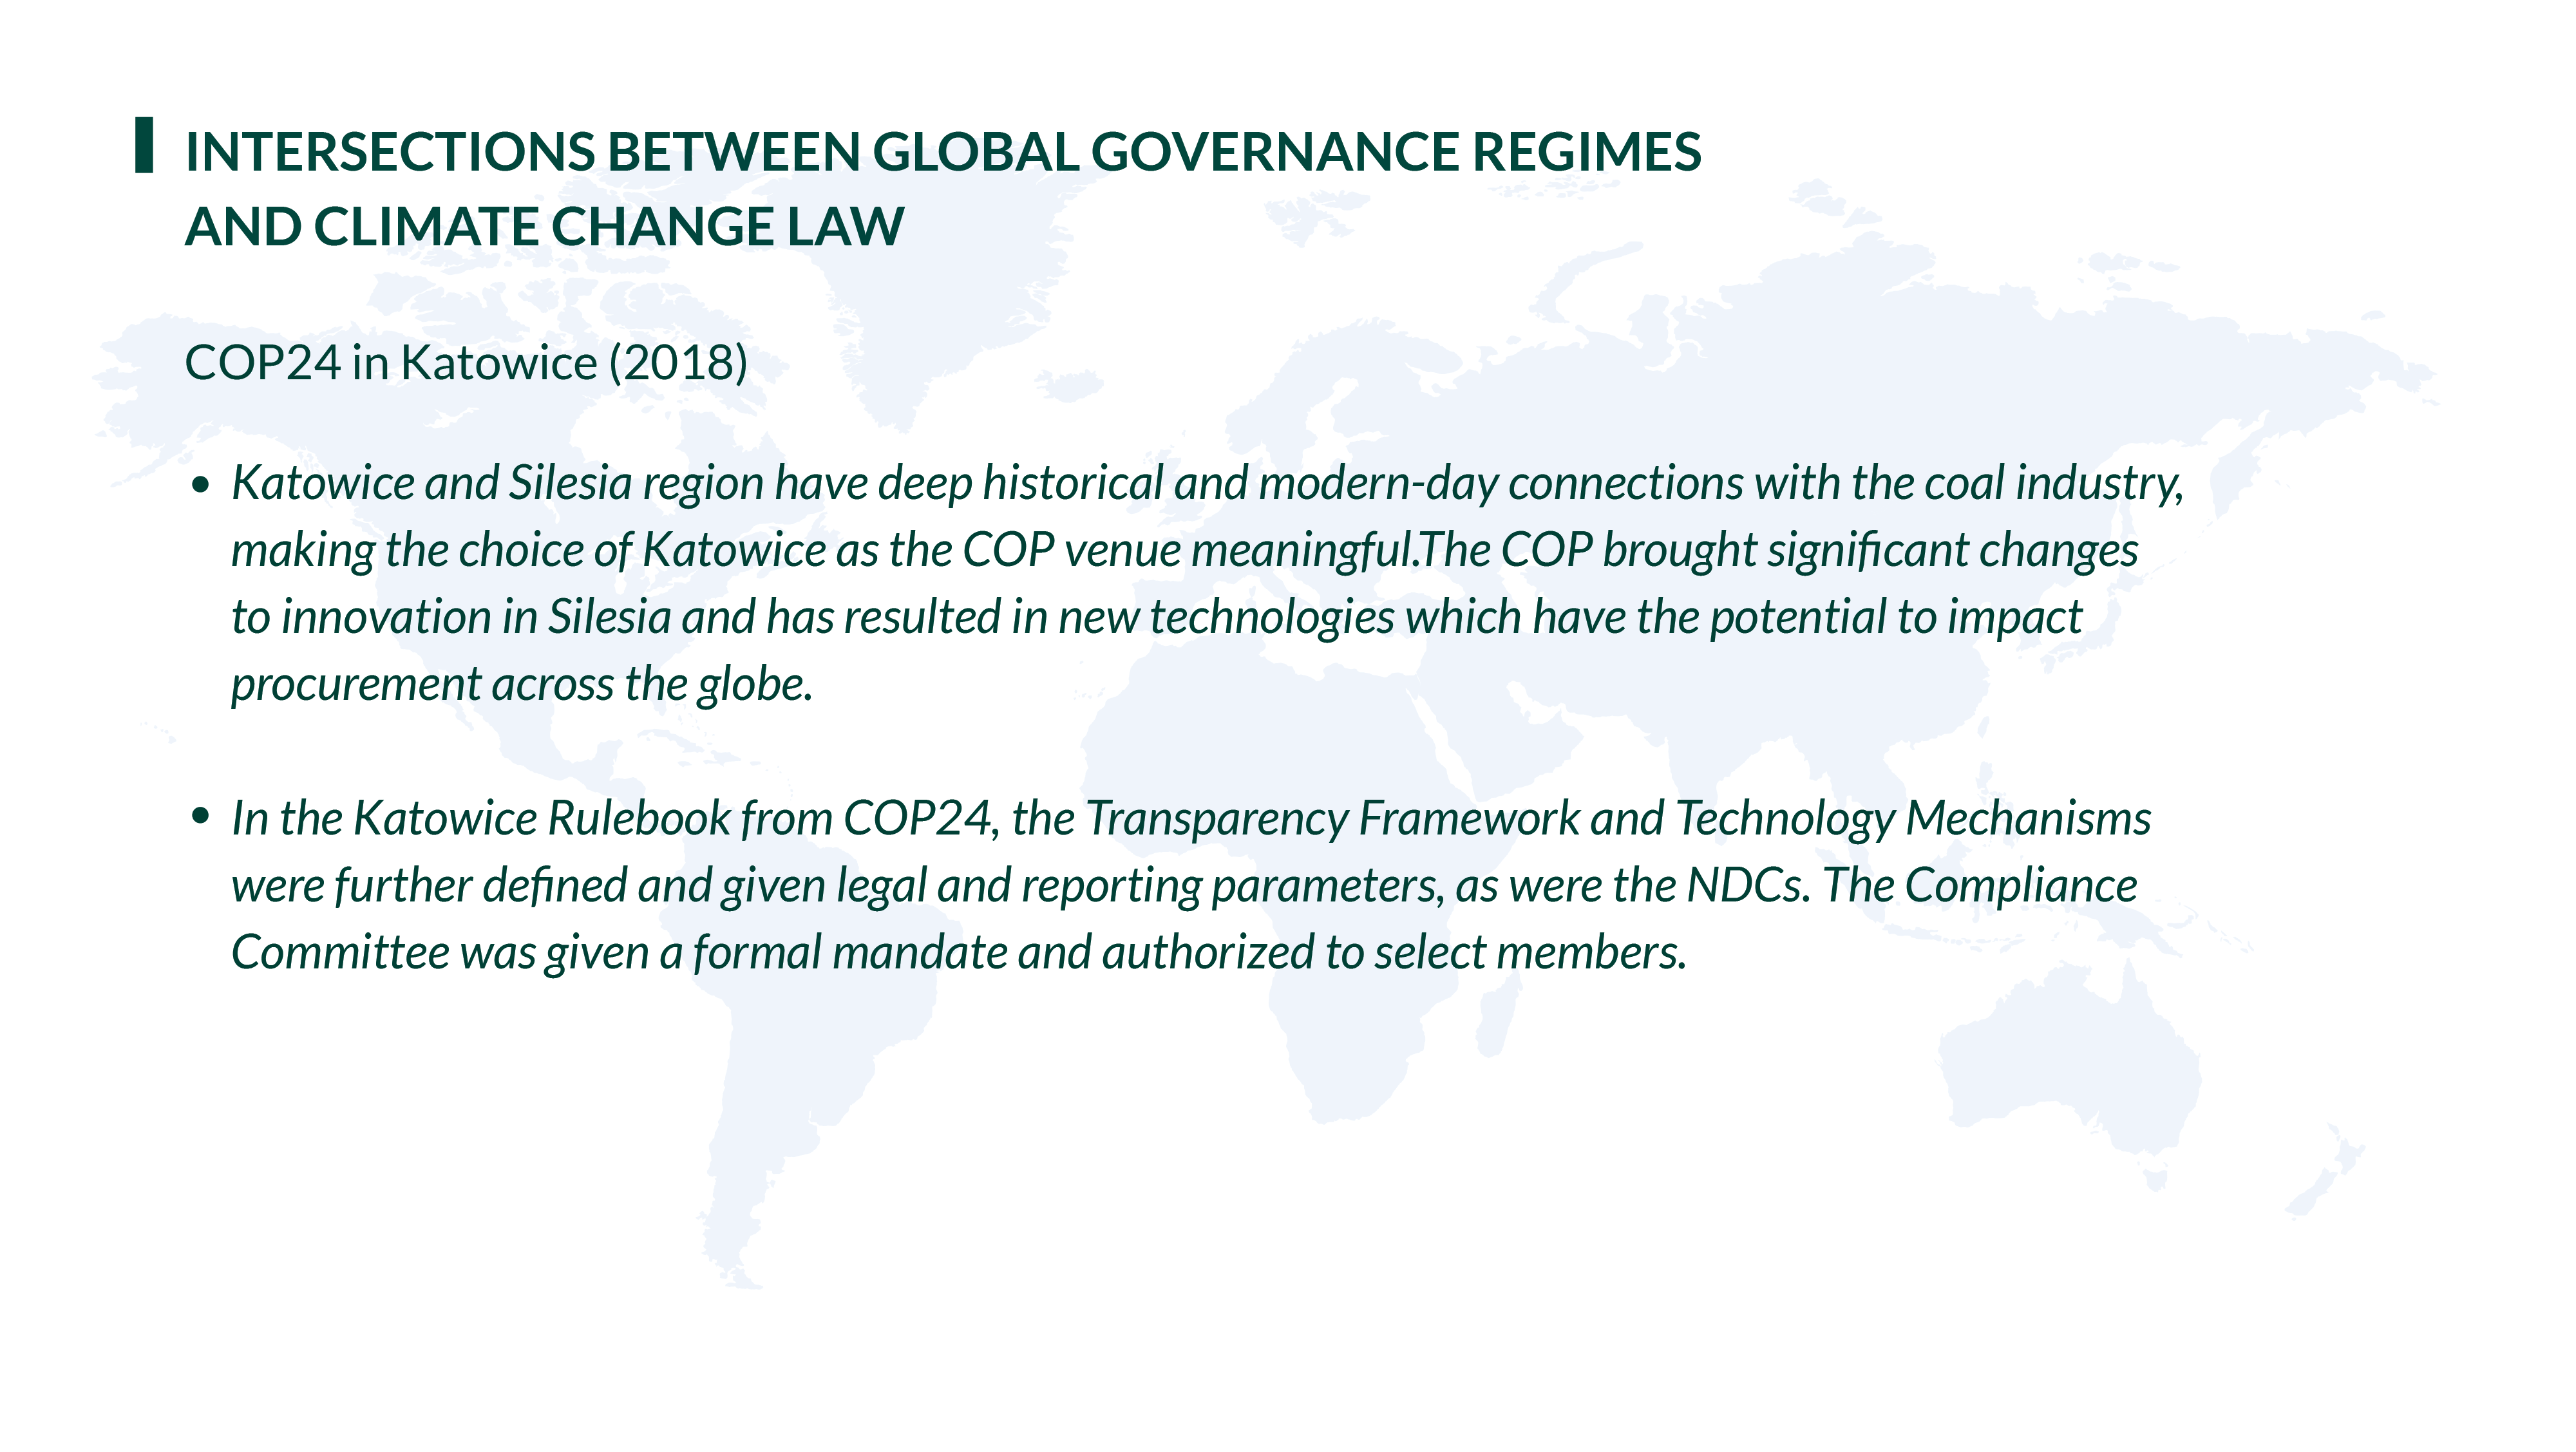 INTERSECTIONS BETWEEN GLOBAL GOVERNANCE REGIMES
AND CLIMATE CHANGE LAW
COP24 in Katowice (2018)
• Katowice and Silesia region have deep historical and modern-day connections with the coal industry,
making the choice of Katowice as the COP venue meaningful.The COP brought significant changes
to innovation in Silesia and has resulted in new technologies which have the potential to impact
procurement across the globe.
• In the Katowice Rulebook from COP24, the Transparency Framework and Technology Mechanisms
were further defined and given legal and reporting parameters, as were the NDCs. The Compliance
Committee was given a formal mandate and authorized to select members.